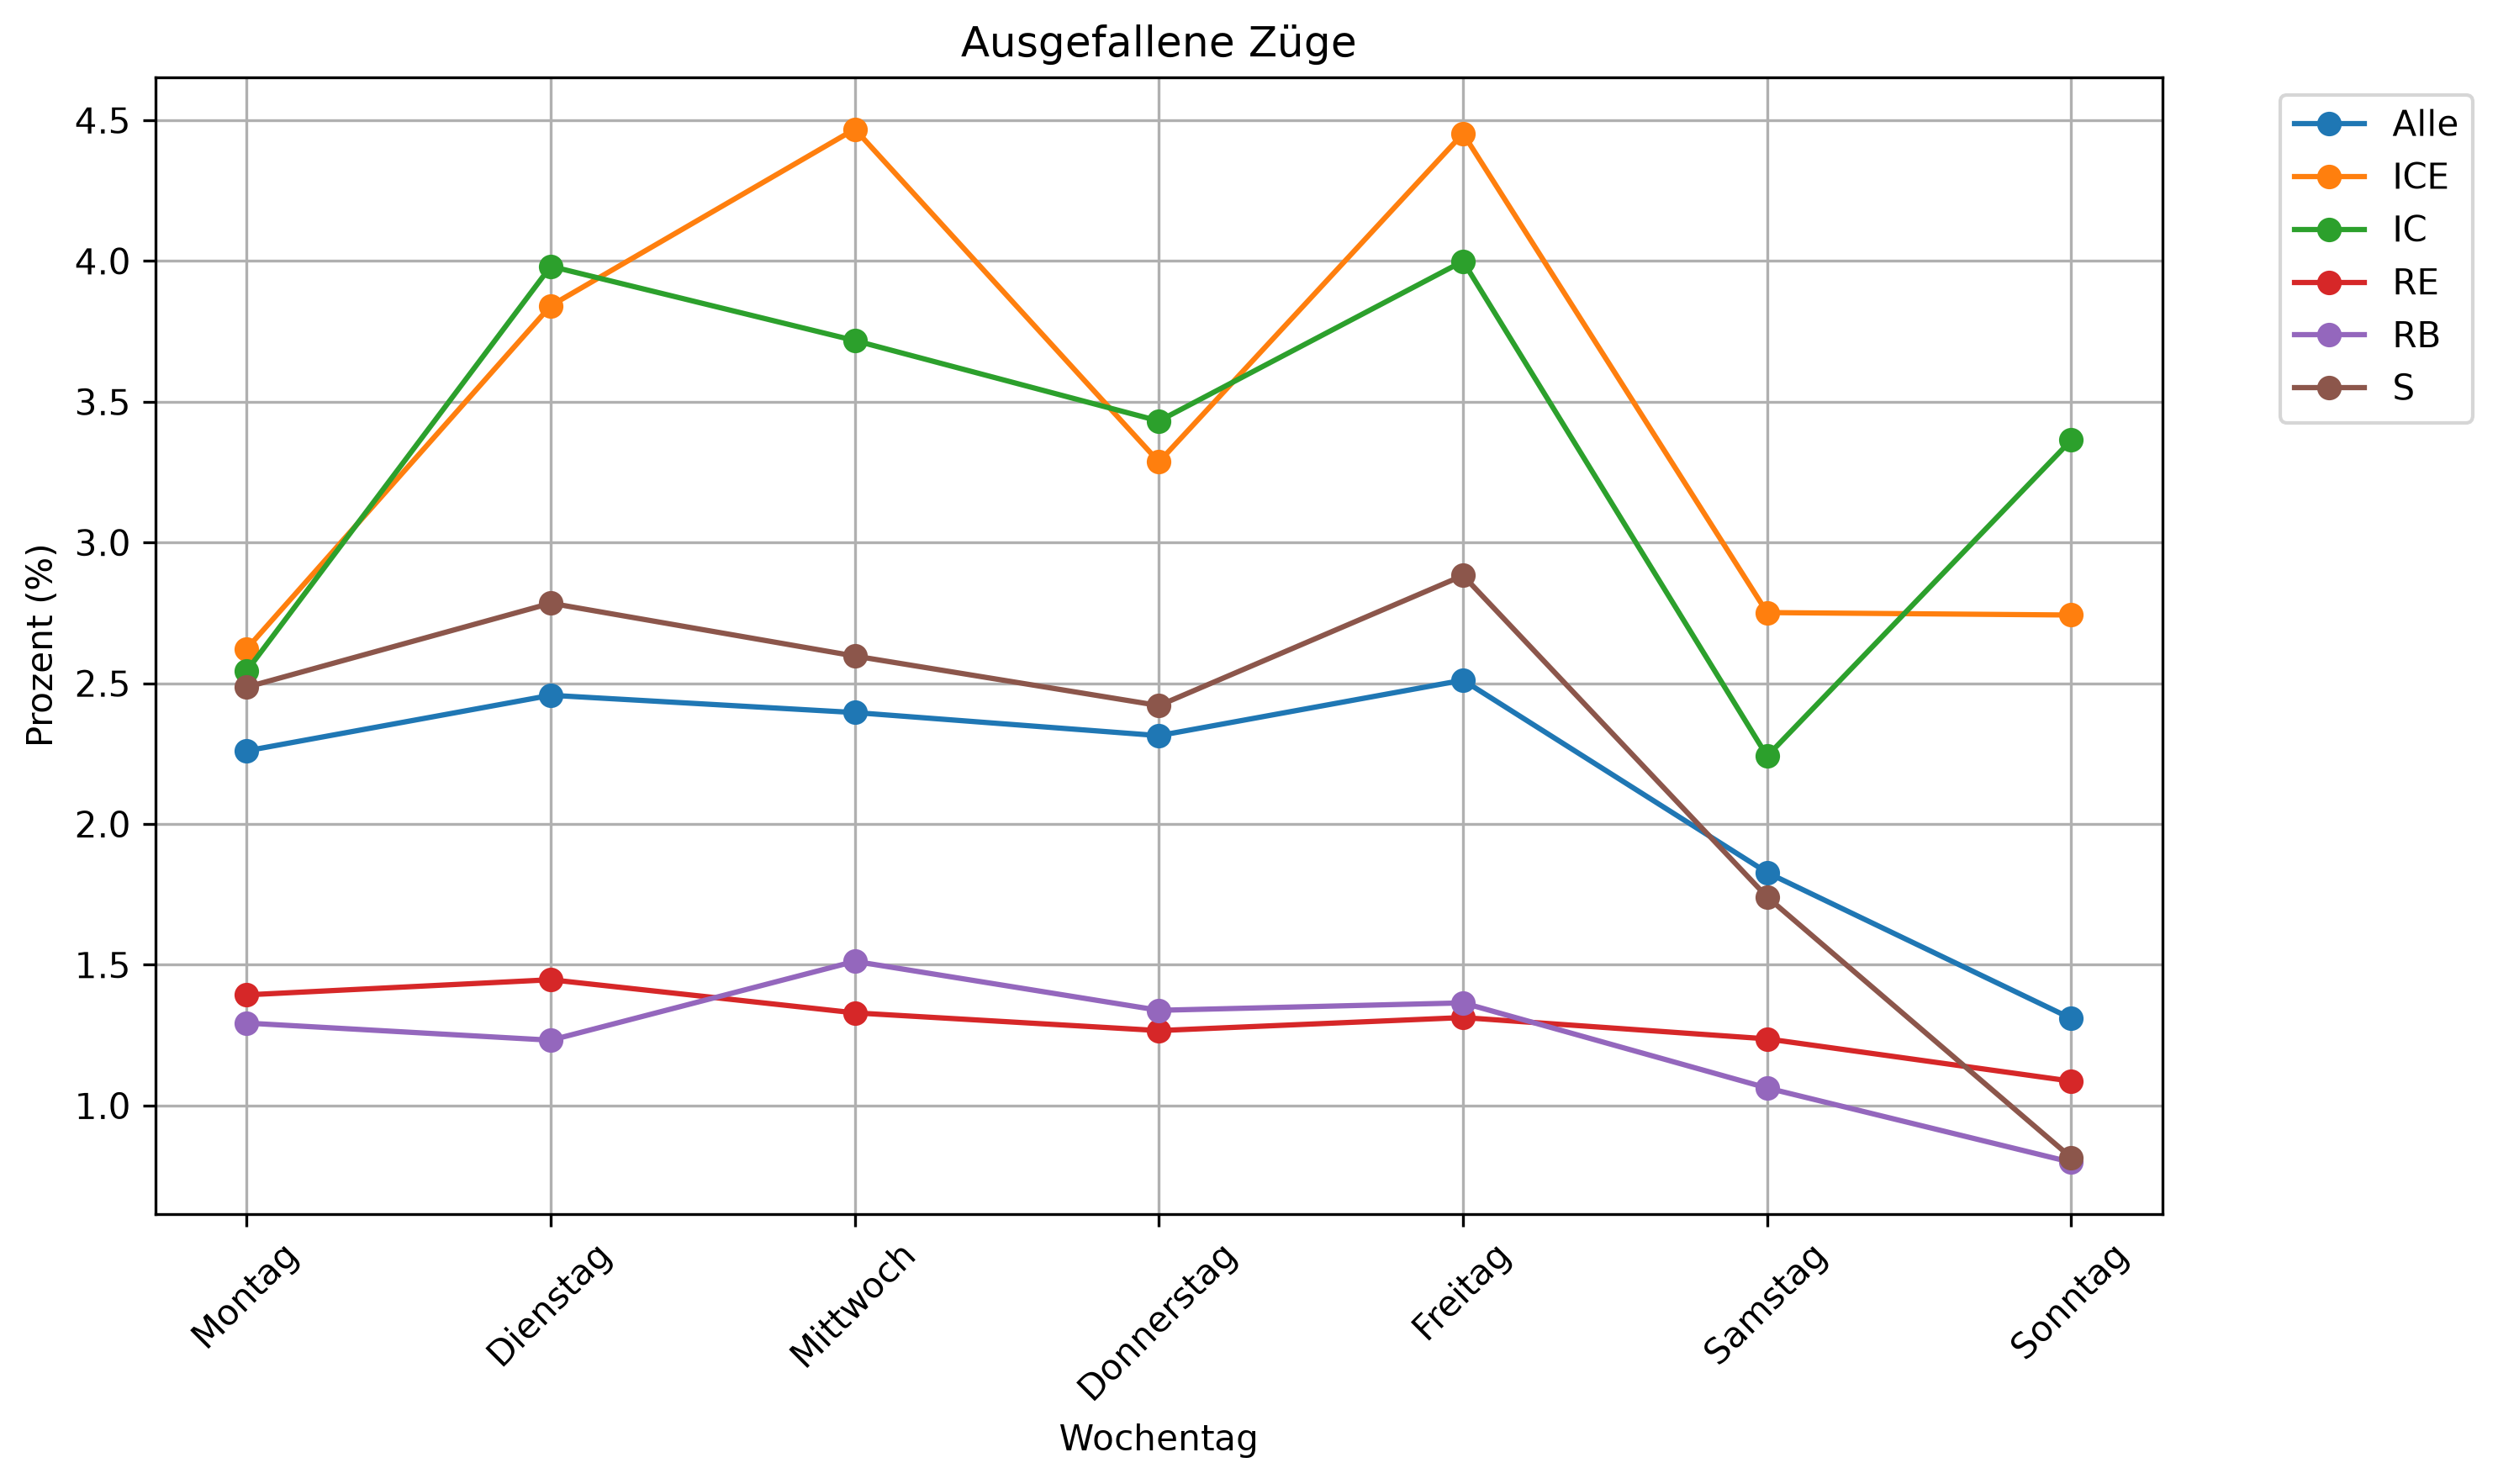 Ausgefallene Züge
Prozent (%)
4.5
4.0
3.5
3.0
2.5
2.0
1.5
1.0
Montag
Dienstag
Mittwoch
Donnerstag
Freitag
Samstag
Sonntag
Wochentag
Alle
ICE
IC
RE
RB
S